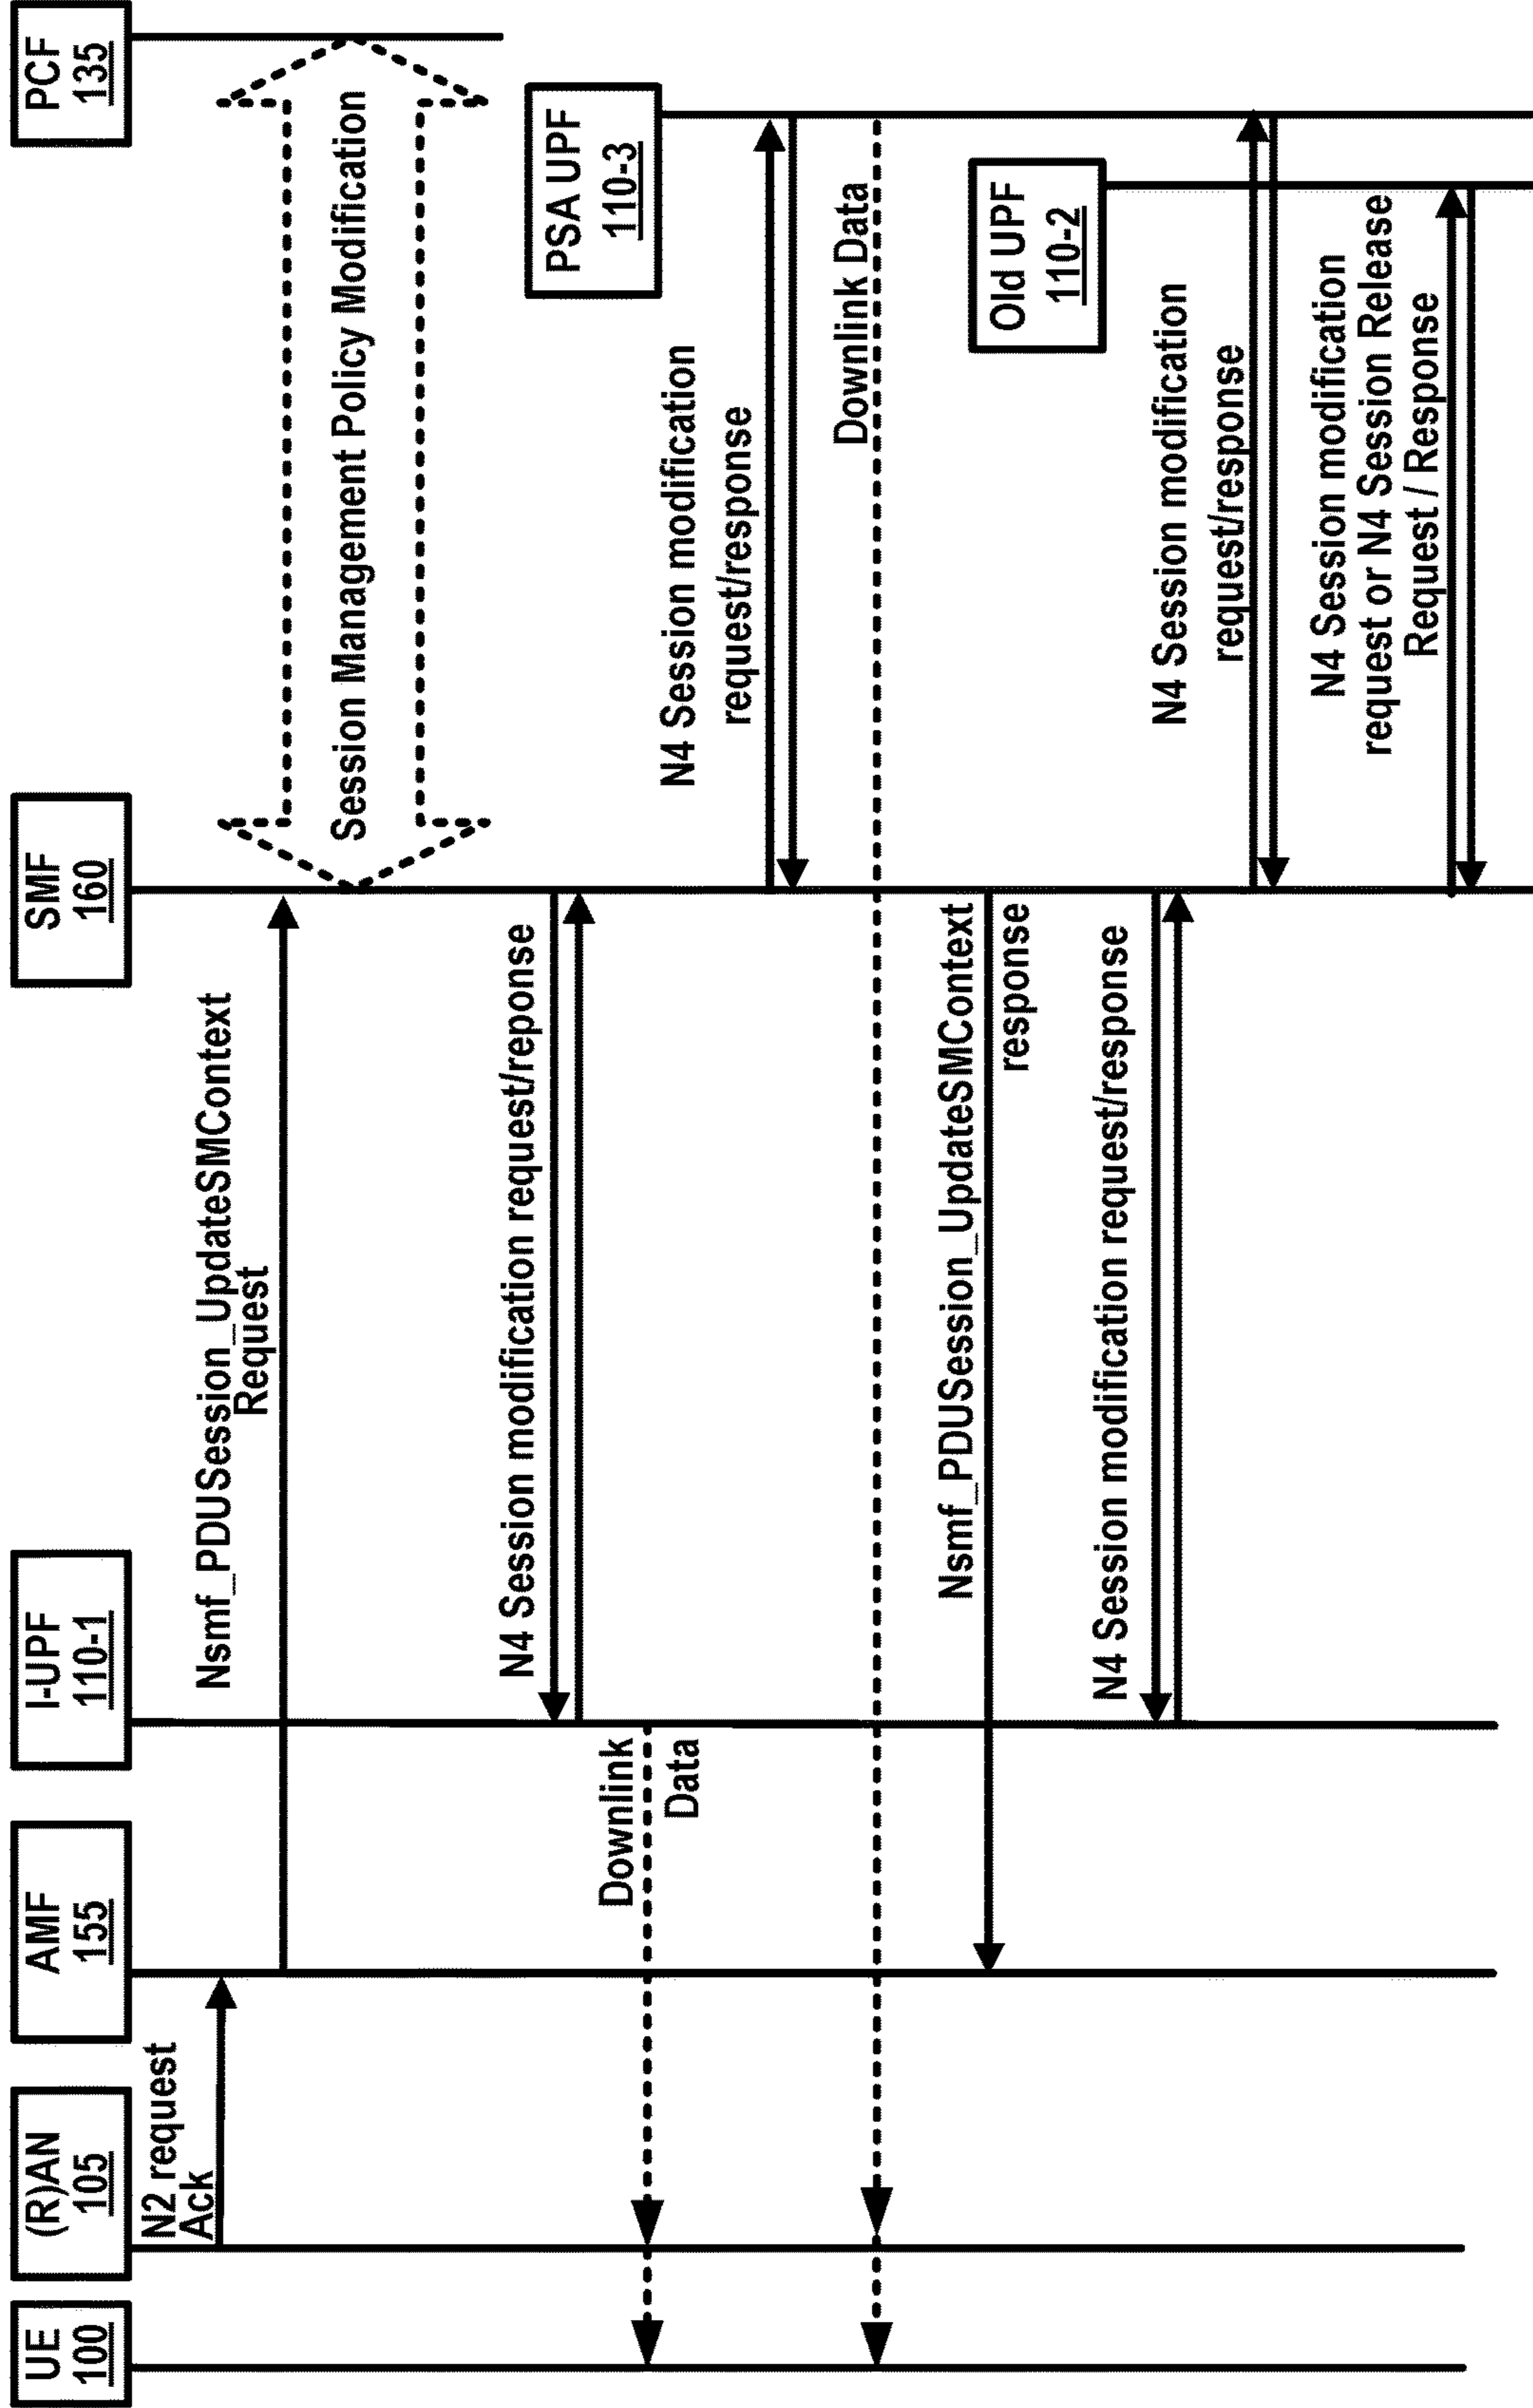 UE
100
(R)AN
105
AMF
155
I-UPF
110-1
SMF
160
PCF
135
N2 request
Ack
Nsmf_PDUSession_UpdateSMContext
Request
Session Management Policy Modification
N4 Session modification request/reponse
PSA UPF
110-3
Downlink
Data
N4 Session modification
request/response
Downlink Data
Nsmf_PDUSession_UpdateSMContext
response
Old UPF
110-2
N4 Session modification request/response
N4 Session modification
request/response
N4 Session modification
request or N4 Session Release
Request / Response